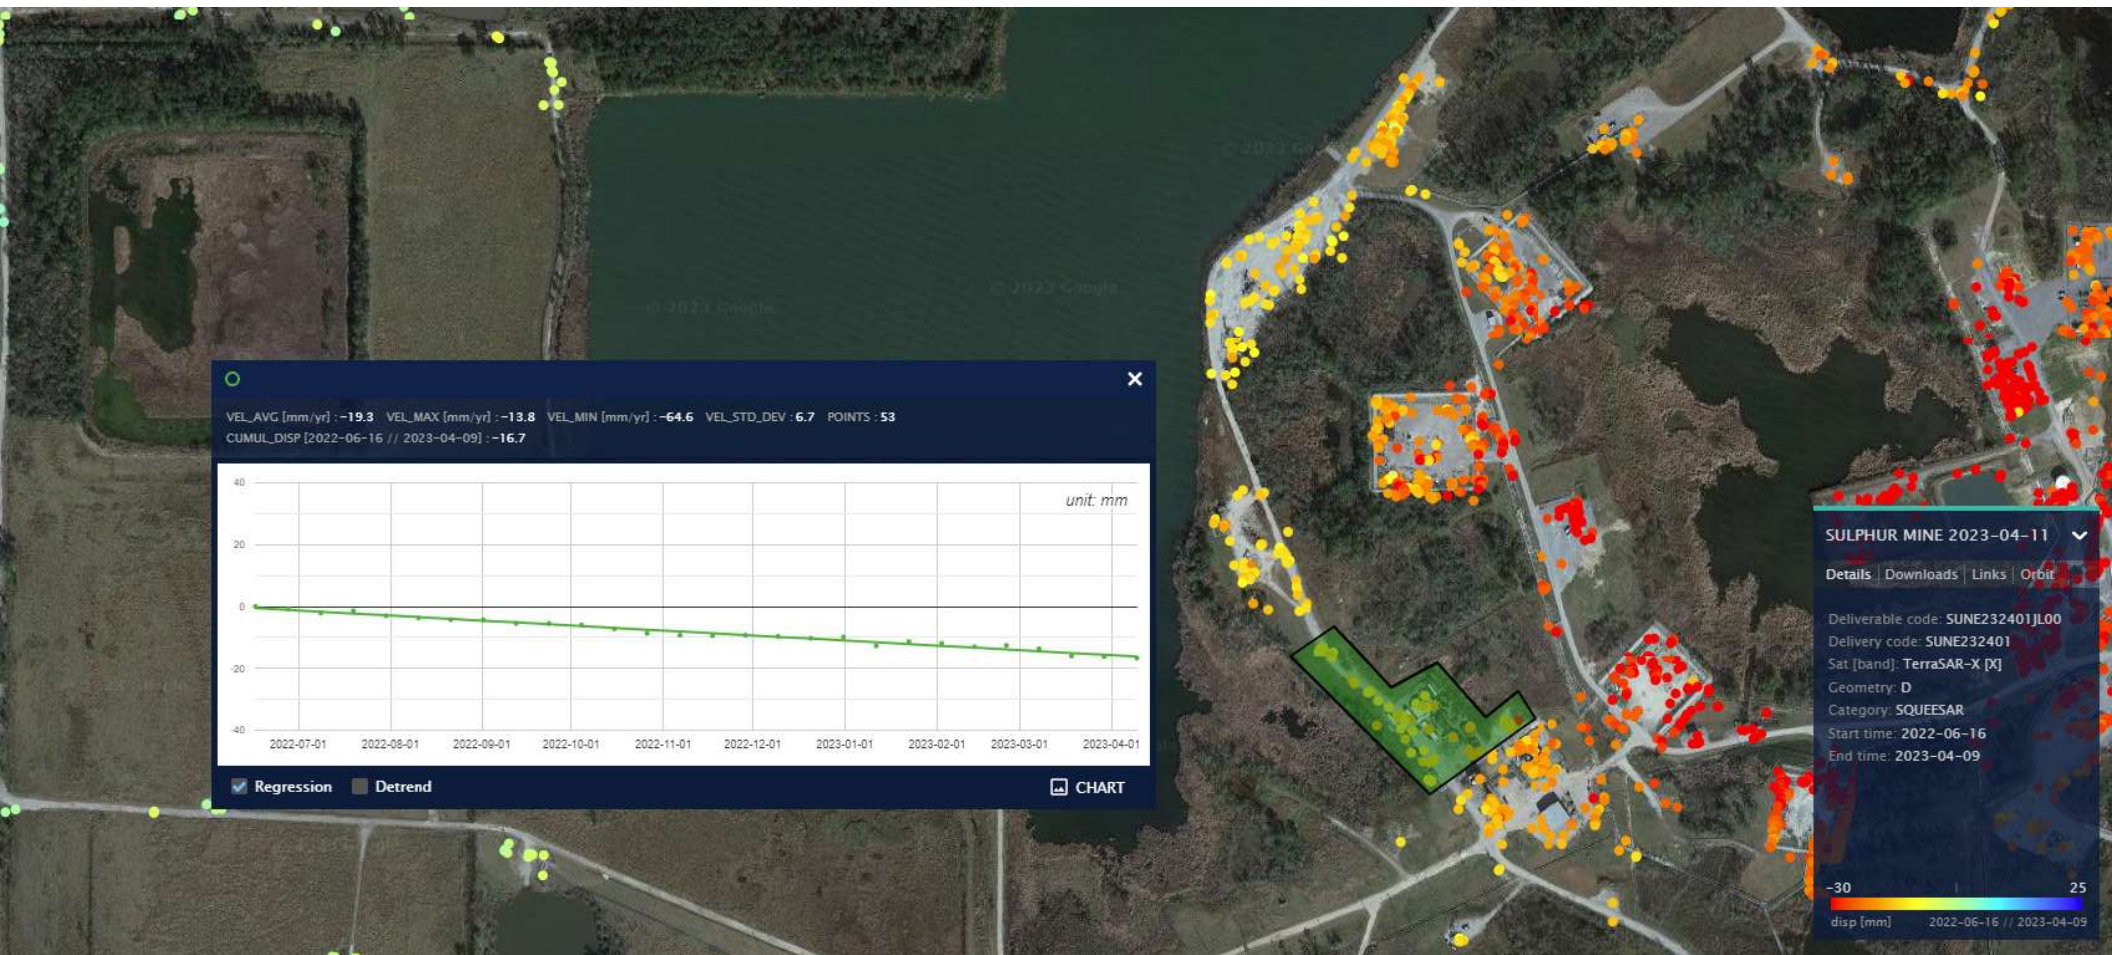 © 2023 Google
© 2023 Google
VEL_AVG [mm/yr] : -19.3 VEL_MAX [mm/yr] : -13.8 VEL_MIN [mm/yr] : -64.6 VEL_STD_DEV : 6.7 POINTS : 53
CUMUL_DISP [2022-06-16 // 2023-04-09] : -16.7
unit: mm
40
20
0
-20
-40
2022-07-01 2022-08-01 2022-09-01 2022-10-01 2022-11-01 2022-12-01 2023-01-01 2023-02-01 2023-03-01 2023-04-01
Regression Detrend CHART
SULPHUR MINE 2023-04-11
Details | Downloads | Links | Orbit
Deliverable code: SUNE232401JL00
Delivery code: SUNE232401
Sat [band]: TerraSAR-X [X]
Geometry: D
Category: SQUEESAR
Start time: 2022-06-16
End time: 2023-04-09
-30 25
disp [mm] 2022-06-16 // 2023-04-09